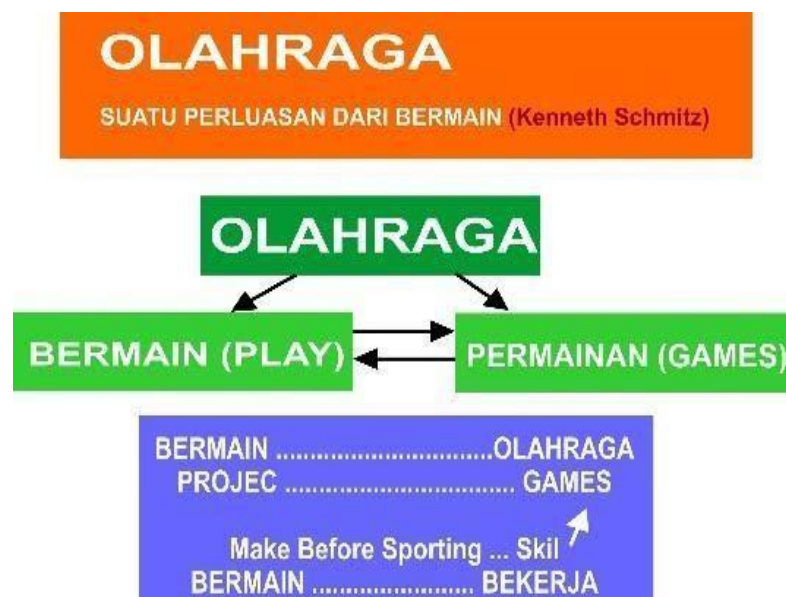 OLAHRAGA
SUATU PERLUASAN DARI BERMAIN (Kenneth Schmitz)
OLAHRAGA
BERMAIN (PLAY)
PERMAINAN (GAMES)
BERMAIN ................................OLAHRAGA
PROJEC .................................. GAMES
Make Before Sporting ... Skil
BERMAIN .......................... BEKERJA